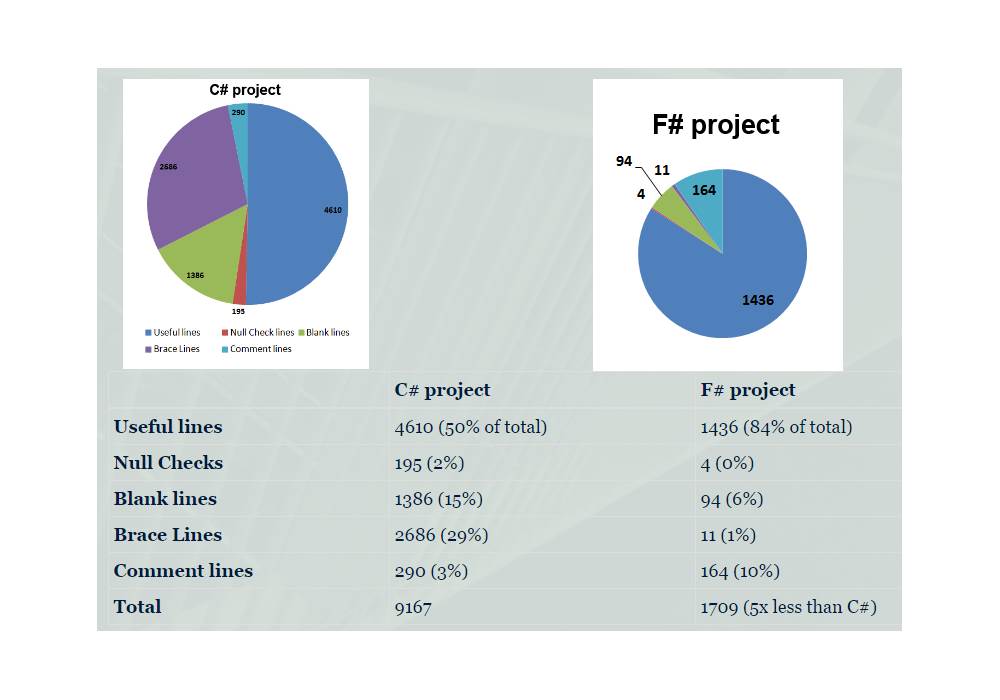 C# project
290
2686
4610
1386
195
Useful lines Null Check lines Blank lines
Brace Lines Comment lines
F# project
94 11
164
4
1436
C# project F# project
Useful lines 4610 (50% of total) 1436 (84% of total)
Null Checks 195 (2%) 4 (0%)
Blank lines 1386 (15%) 94 (6%)
Brace Lines 2686 (29%) 11 (1%)
Comment lines 290 (3%) 164 (10%)
Total 9167 1709 (5x less than C#)